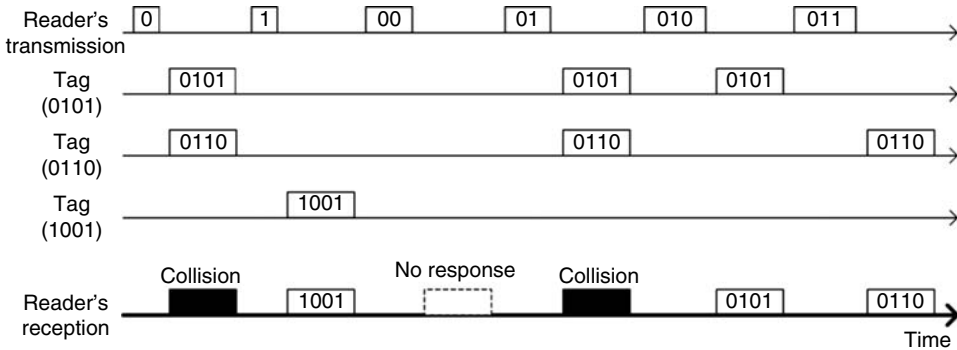 Reader's transmission 0 1 00 01 010 011
Tag (0101) 0101 0101 0101
Tag (0110) 0110 0110 0110
Tag (1001) 1001
Collision No response Collision
Reader's reception 1001 0101 0110
Time